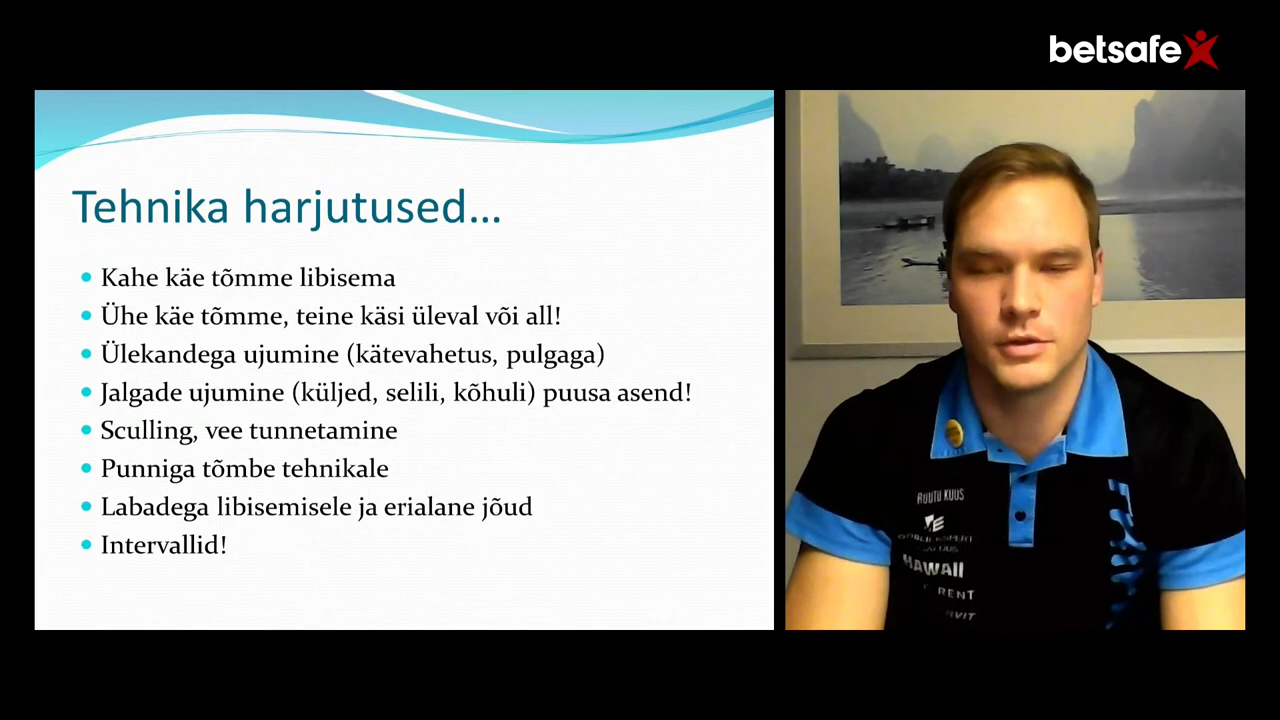 betsafe
Tehnika harjutused...
Kahe käe tõmme libisema
Ühe käe tõmme, teine käsi üleval või all!
Ülekandega ujumine (kätevahetus, pulgaga)
Jalgade ujumine (küljed, selili, kõhuli) puusa asend!
Sculling, vee tunnetamine
Punniga tõmbe tehnikale
Labadega libisemisele ja erialane jõud
Intervallid!
RUUTU KUUS
HAWAII
RENT